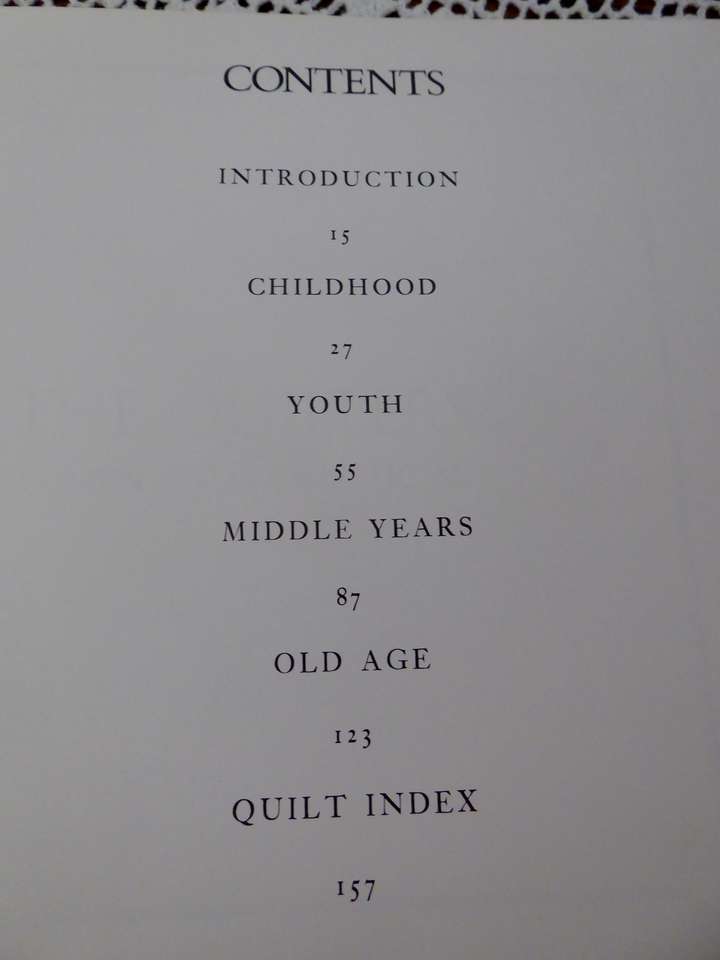 CONTENTS
INTRODUCTION
15
CHILDHOOD
27
YOUTH
55
MIDDLE YEARS
87
OLD AGE
123
QUILT INDEX
157